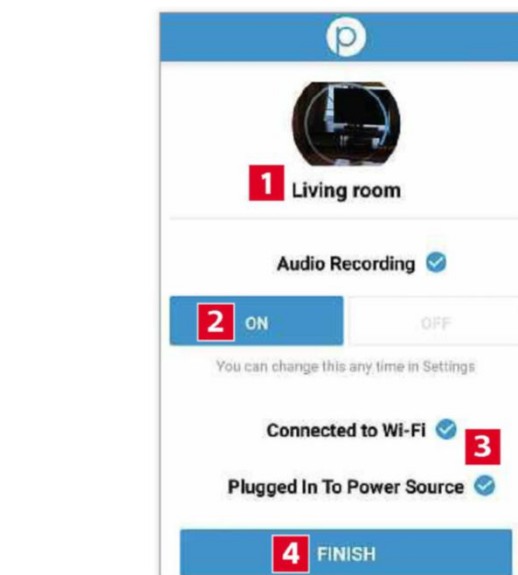 p
1 Living room
Audio Recording
2 ON OFF
You can change this any time in Settings
Connected to Wi-Fi
3
Plugged In To Power Source
4 FINISH